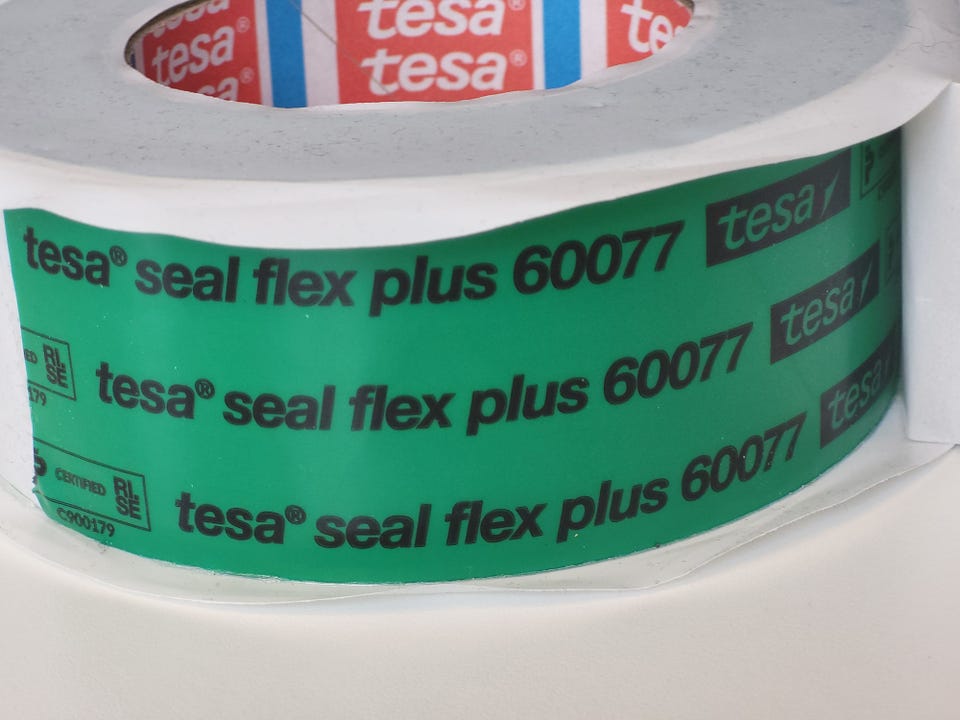 tesa® tesa® tesa®
tesa® tesa®
tesa® seal flex plus 60077 tesa
tesa® seal flex plus 60077 tesa
RI.
SE
tesa® seal flex plus 60077 tesa
CERTIFIED RI.
SE
C900179